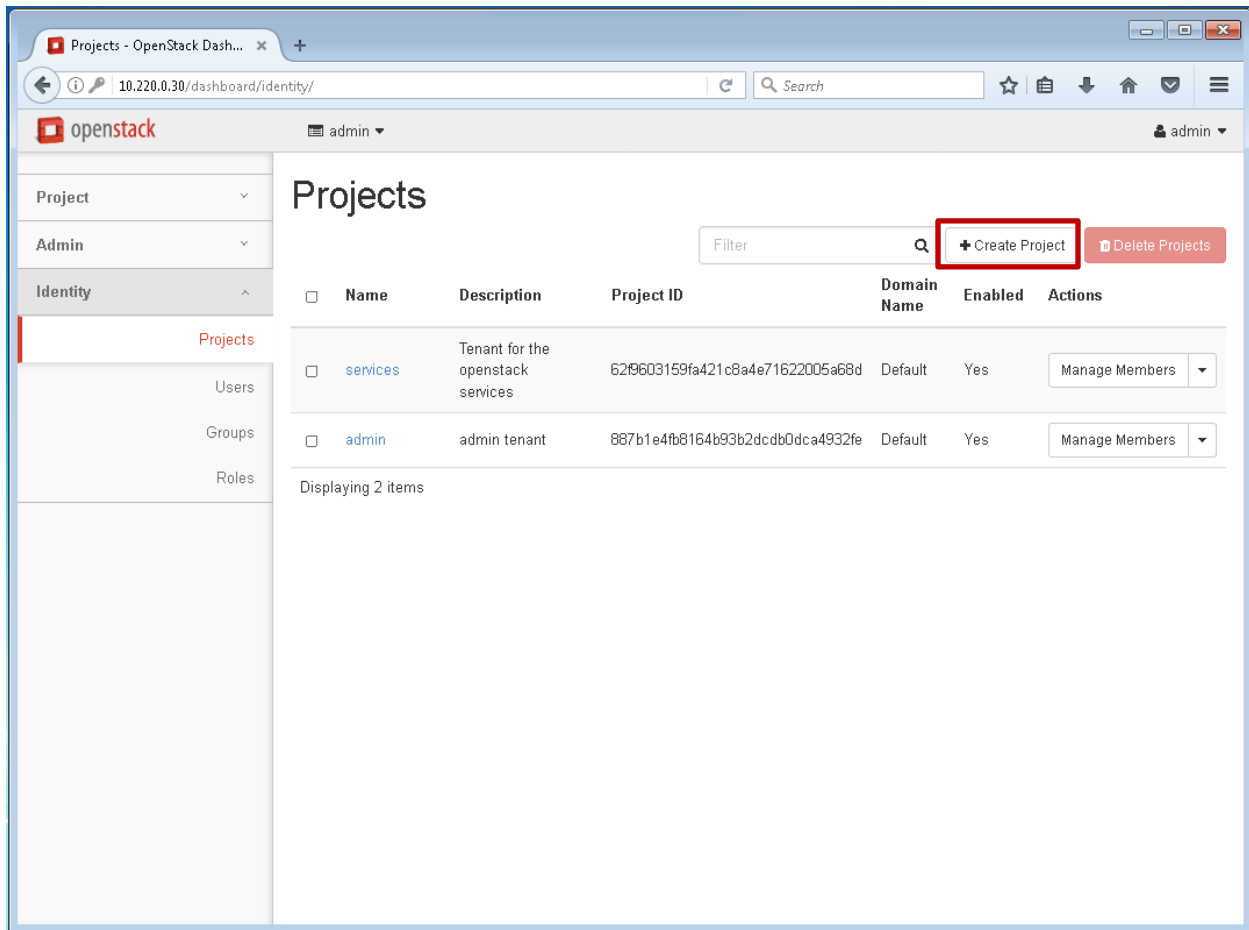 Projects - OpenStack Dash...
10.220.0.30/dashboard/identity/
Search
openstack
admin
admin
Project
Admin
Identity
Projects
Users
Groups
Roles
Projects
Filter
Create Project
Delete Projects
Name Description Project ID Domain Name Enabled Actions
services Tenant for the openstack services 62f9603159fa421c8a4e71622005a68d Default Yes Manage Members
admin admin tenant 887b1e4fb8164b93b2dcdb0dca4932fe Default Yes Manage Members
Displaying 2 items